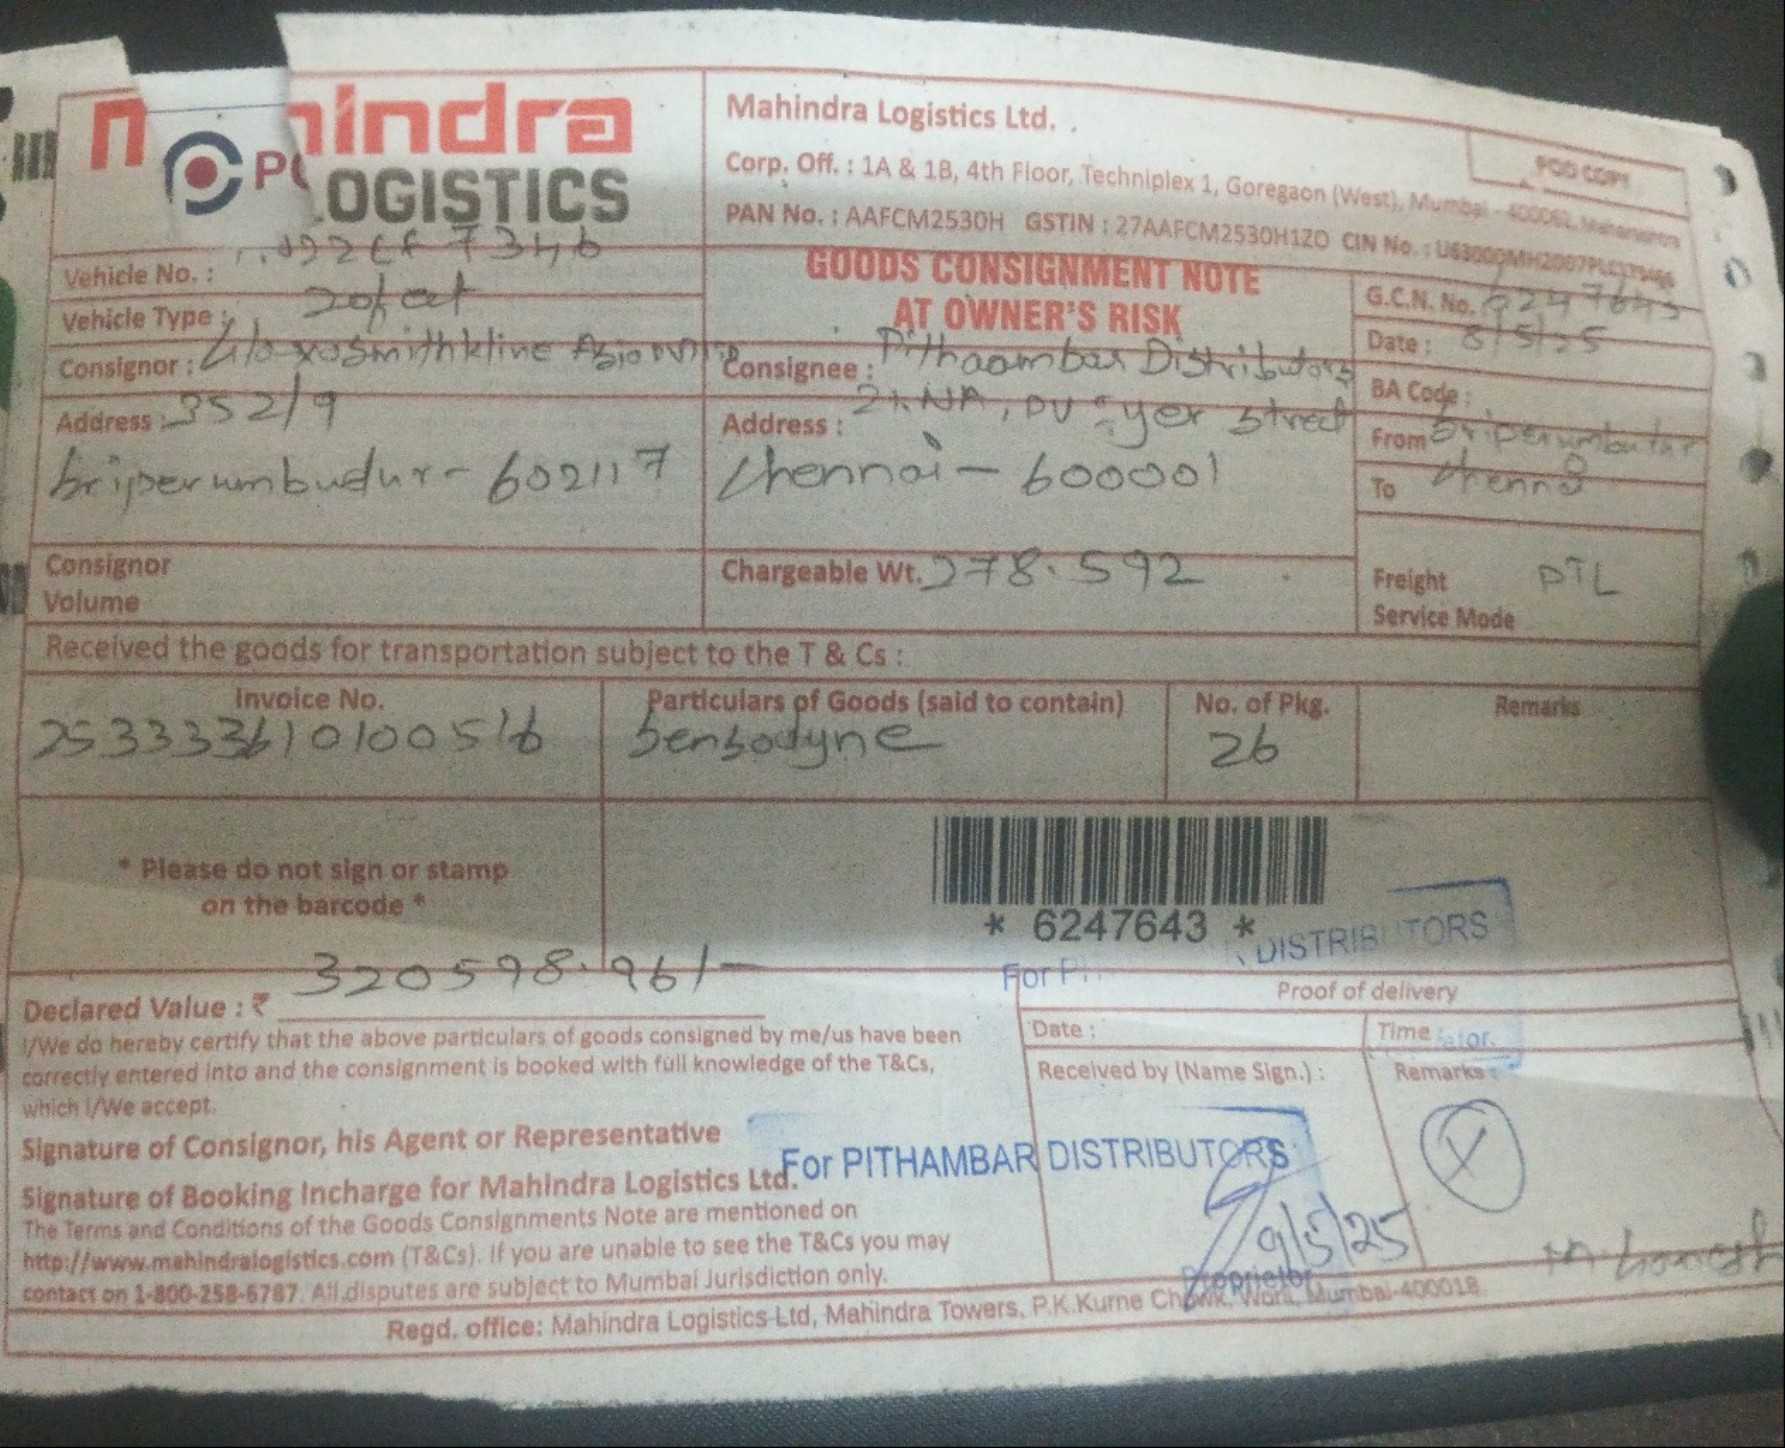 hindra
LOGISTICS
Mahindra Logistics Ltd.
POD COPY
Corp. Off. : 1A & 1B, 4th Floor, Techniplex 1, Goregaon (West), Mumbai - 400062, Maharashtra
PAN No. : AAFCM2530H GSTIN : 27AAFCM2530H1ZO CIN No. : U63000MH2007PLC173466
Vehicle No. : 7346
GOODS CONSIGNMENT NOTE
AT OWNER'S RISK
G.C.N. No. 6247643
Vehicle Type : 20feet
Date : 8/5/25
Consignor : Glaxosmithkline
Consignee : Pithaambar Distributors
BA Code :
Address : 352/9
Address : street
From Sriperumbutur
Sriperumbudur - 602117
Chennai - 600001
To Chennai
Consignor
Volume
Chargeable Wt. 278.592
Freight
Service Mode
PTL
Received the goods for transportation subject to the T & Cs :
Invoice No.
Particulars of Goods (said to contain)
No. of Pkg.
Remarks
Sensodyne
26
* Please do not sign or stamp
on the barcode *
* 6247643 *
DISTRIBUTORS
For P
Declared Value : ₹ 320598.96/-
Proof of delivery
I/We do hereby certify that the above particulars of goods consigned by me/us have been
correctly entered into and the consignment is booked with full knowledge of the T&Cs,
which I/We accept.
Date :
Time
Received by (Name Sign.) :
Remarks :
Signature of Consignor, his Agent or Representative
For PITHAMBAR DISTRIBUTORS
Signature of Booking Incharge for Mahindra Logistics Ltd.
9/5/25
Proprietor
The Terms and Conditions of the Goods Consignments Note are mentioned on
http://www.mahindralogistics.com (T&Cs). If you are unable to see the T&Cs you may
contact on 1-800-258-6787. All disputes are subject to Mumbai Jurisdiction only.
Regd. office: Mahindra Logistics Ltd, Mahindra Towers, P.K.Kurne Chowk, Worli, Mumbai-400018